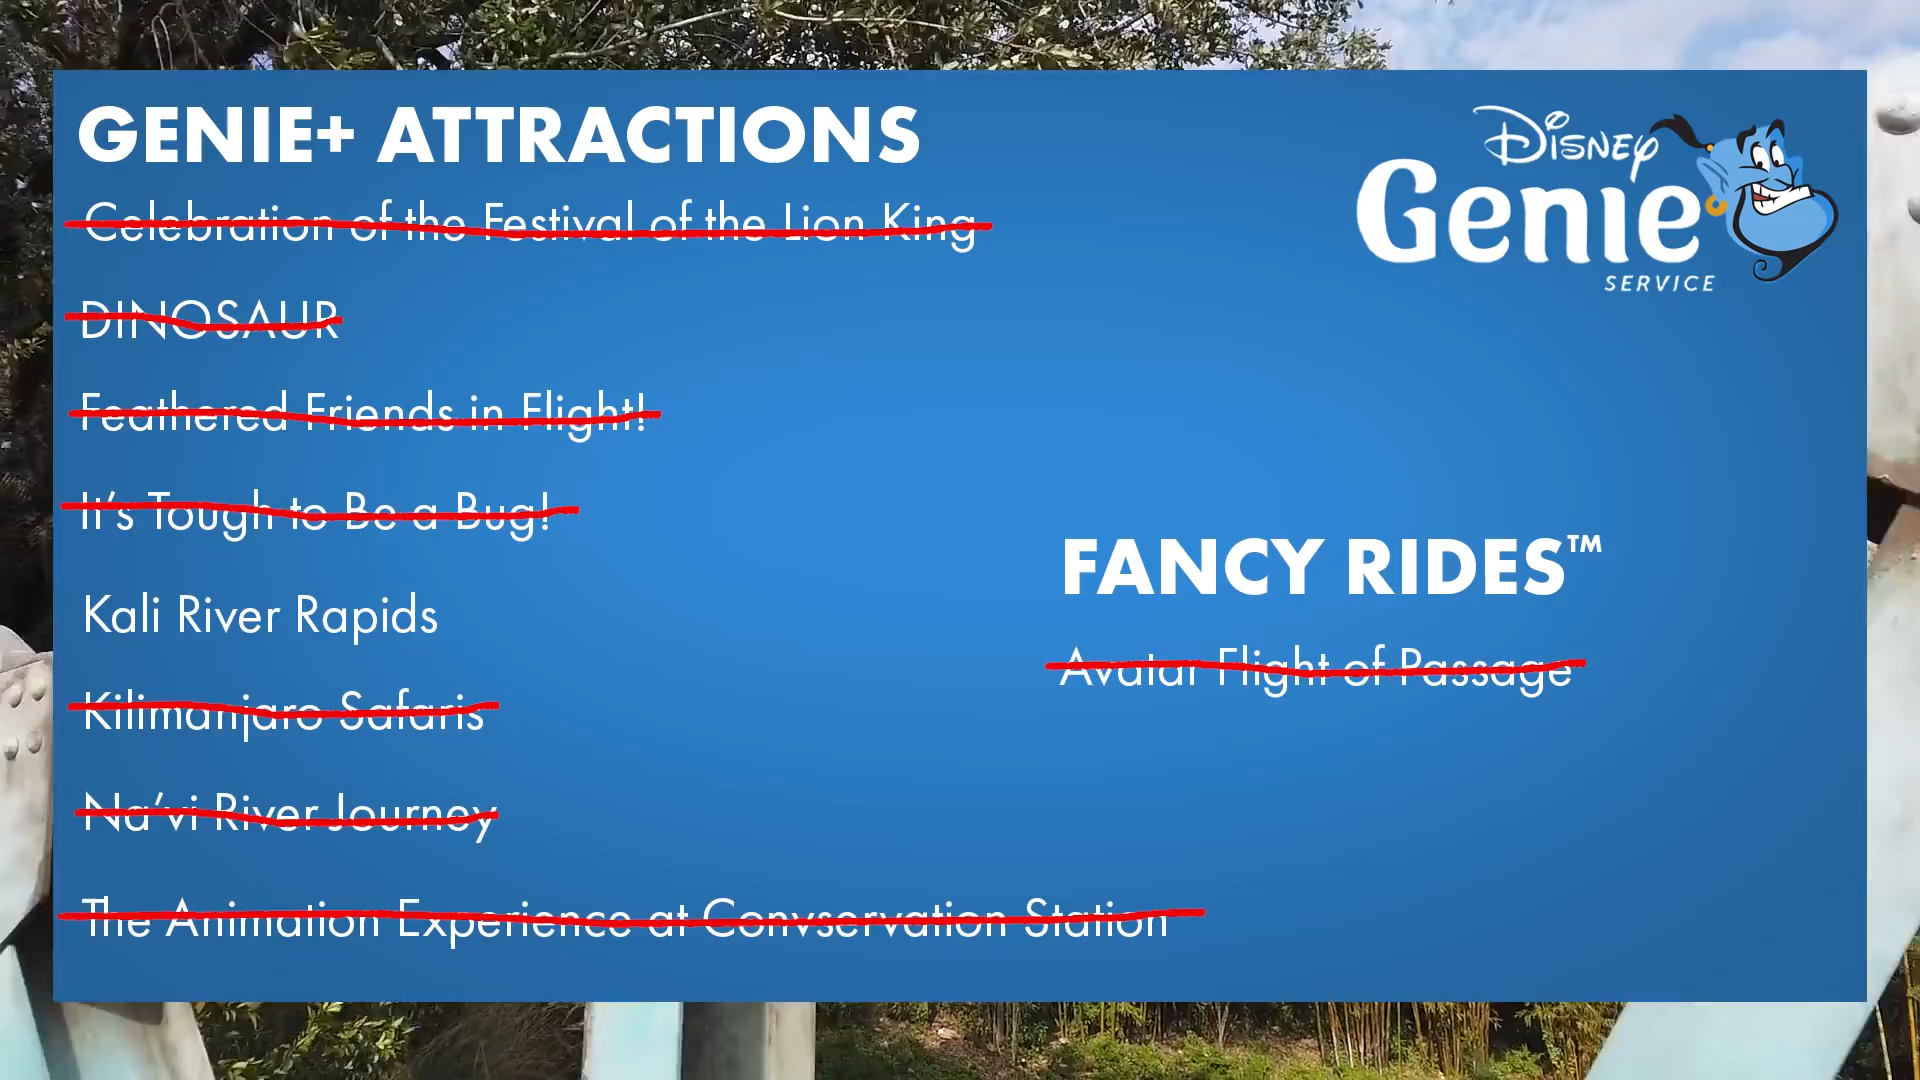 GENIE+ ATTRACTIONS
Celebration of the Festival of the Lion King
DINOSAUR
Feathered Friends in Flight!
It's Tough to Be a Bug!
Kali River Rapids
Kilimanjaro Safaris
Na'vi River Journey
The Animation Experience at Convservation Station
Disney
Genie
SERVICE
FANCY RIDES™
Avatar Flight of Passage